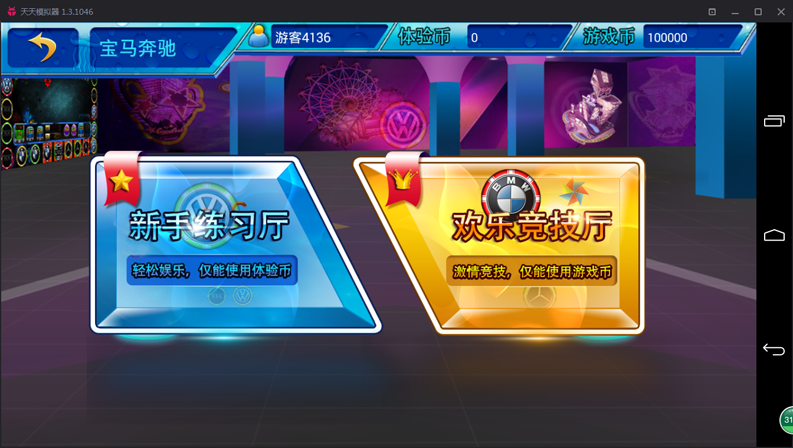 天天模拟器 1.3.1046
宝马奔驰
游客4136
体验币
0
游戏币
100000
新手练习厅
轻松娱乐，仅能使用体验币
BMW
欢乐竞技厅
激情竞技，仅能使用游戏币
31